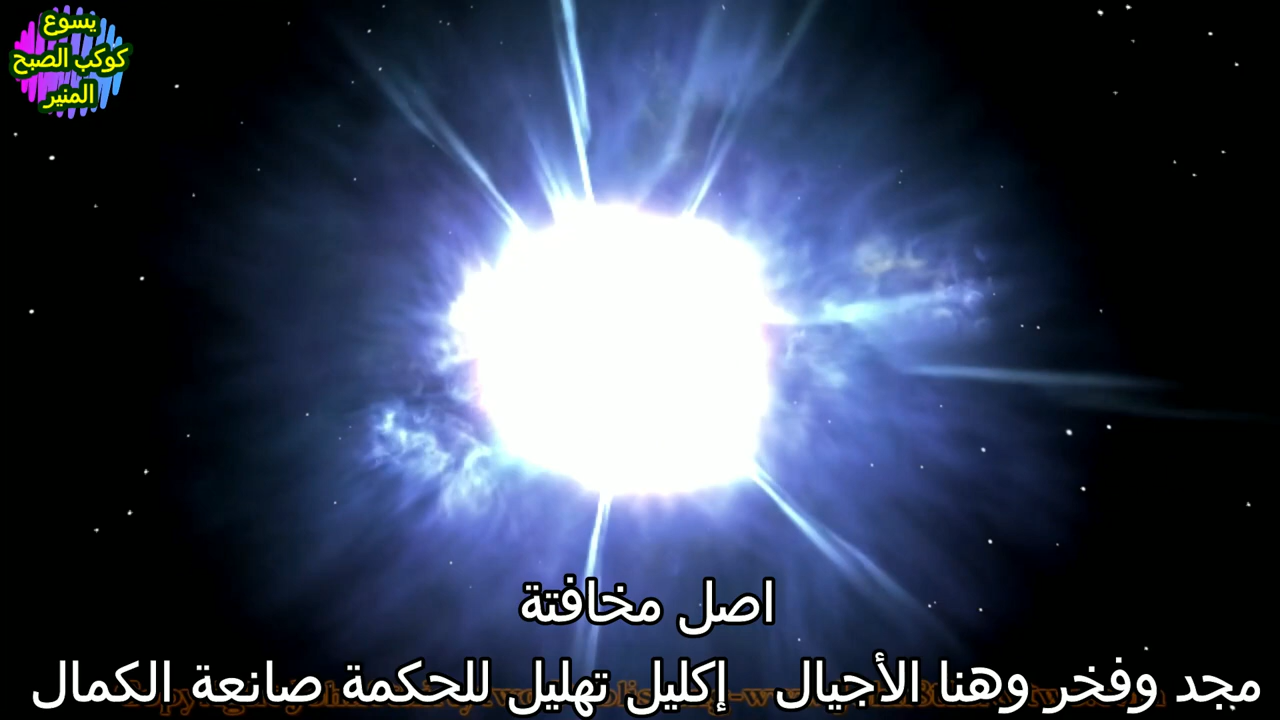 يسوع
كوكب الصبح
المنير
اصل مخافتة
مجد وفخر وهنا الأجيال إكليل تهليل للحكمة صانعة الكمال